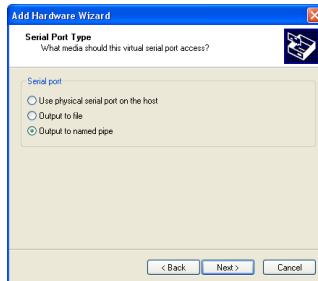 Add Hardware Wizard
Serial Port Type
What media should this virtual serial port access?
Serial port
Use physical serial port on the host
Output to file
Output to named pipe
< Back
Next >
Cancel